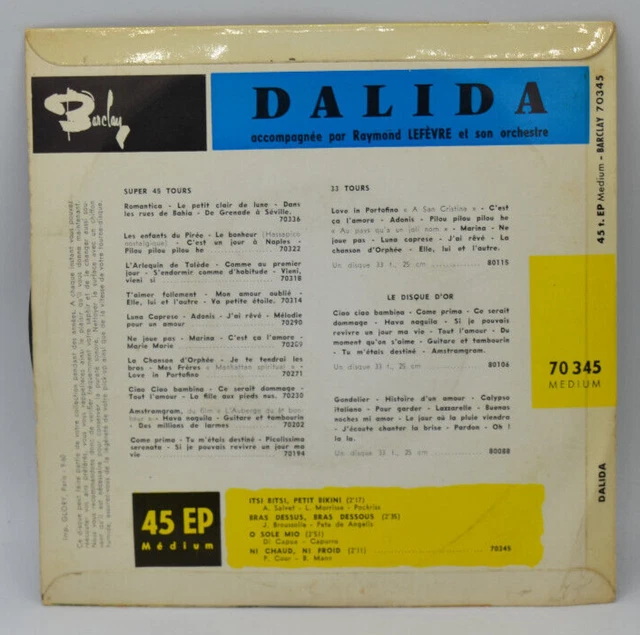 Barclay
DALIDA
accompagnée par Raymond LEFÈVRE et son orchestre
SUPER 45 TOURS
Romantica - Le petit clair de lune - Dans
les rues de Bahia - De Grenade à Séville.
70336
Les enfants du Pirée - Le bonheur (Hassapico
nostalgique) - C'est un jour à Naples -
Pilou pilou pilou he 70322
L'Arlequin de Tolède - Comme au premier
jour - S'endormir comme d'habitude - Vieni,
vieni si 70318
T'aimer follement - Mon amour oublié -
Elle, lui et l'autre - Vo petite étoile. 70314
Luna Caprese - Adonis - J'ai rêvé - Mélodie
pour un amour 70290
Ne joue pas - Marina - C'est ça l'amore -
Marie Marie 70289
La Chanson d'Orphée - Je te tendrai les
bras - Mes Frères « Manhattan spiritual » -
Love in Portofino 70271
Ciao Ciao bambina - Ce serait dommage -
Tout l'amour - La fille aux pieds nus. 70230
Amstramgram, du film « L'Auberge du
- Hava naguila - Guitare et tambourin
- Des millions de larmes 70202
Come prima - Tu m'étais destiné - Piccolissima
serenata - Si je pouvais revivre un jour ma
vie 70194
33 TOURS
Love in Portofino « A San Cristina » - C'est
ça l'amore - Adonis - Pilou pilou pilou he
« Au pays qu'a un joli nom » - Marina - Ne
joue pas - Luna caprese - J'ai rêvé - La
chanson d'Orphée - Elle, lui et l'autre.
Un disque 33 t., 25 cm 80115
LE DISQUE D'OR
Ciao ciao bambina - Come prima - Ce serait
dommage - Hava naguila - Si je pouvais
revivre un jour ma vie - Tout l'amour - Du
moment qu'on s'aime - Guitare et tambourin
- Tu m'étais destiné - Amstramgram.
Un disque 33 t., 25 cm 80106
Gondolier - Histoire d'un amour - Calypso
italiano - Pour garder - Lazzarella - Buenas
noches mi amor - Le jour où la pluie viendra
- J'écoute chanter la brise - Pardon - Oh !
la la.
Un disque 33 t., 25 cm 80088
45 EP
Médium
ITSI BITSI, PETIT BIKINI (2'17)
A. Salvet - L. Morrisse - Pockriss
BRAS DESSUS, BRAS DESSOUS (2'35)
J. Broussolle - Pete de Angelis
O SOLE MIO (2'51)
Di Capua - Capurro
NI CHAUD, NI FROID (2'11) 70345
P. Cour - R. Maire
45 t. EP Medium - BARCLAY 70345
70 345
MEDIUM
DALIDA
Imp. GLORY, Paris - 9.60